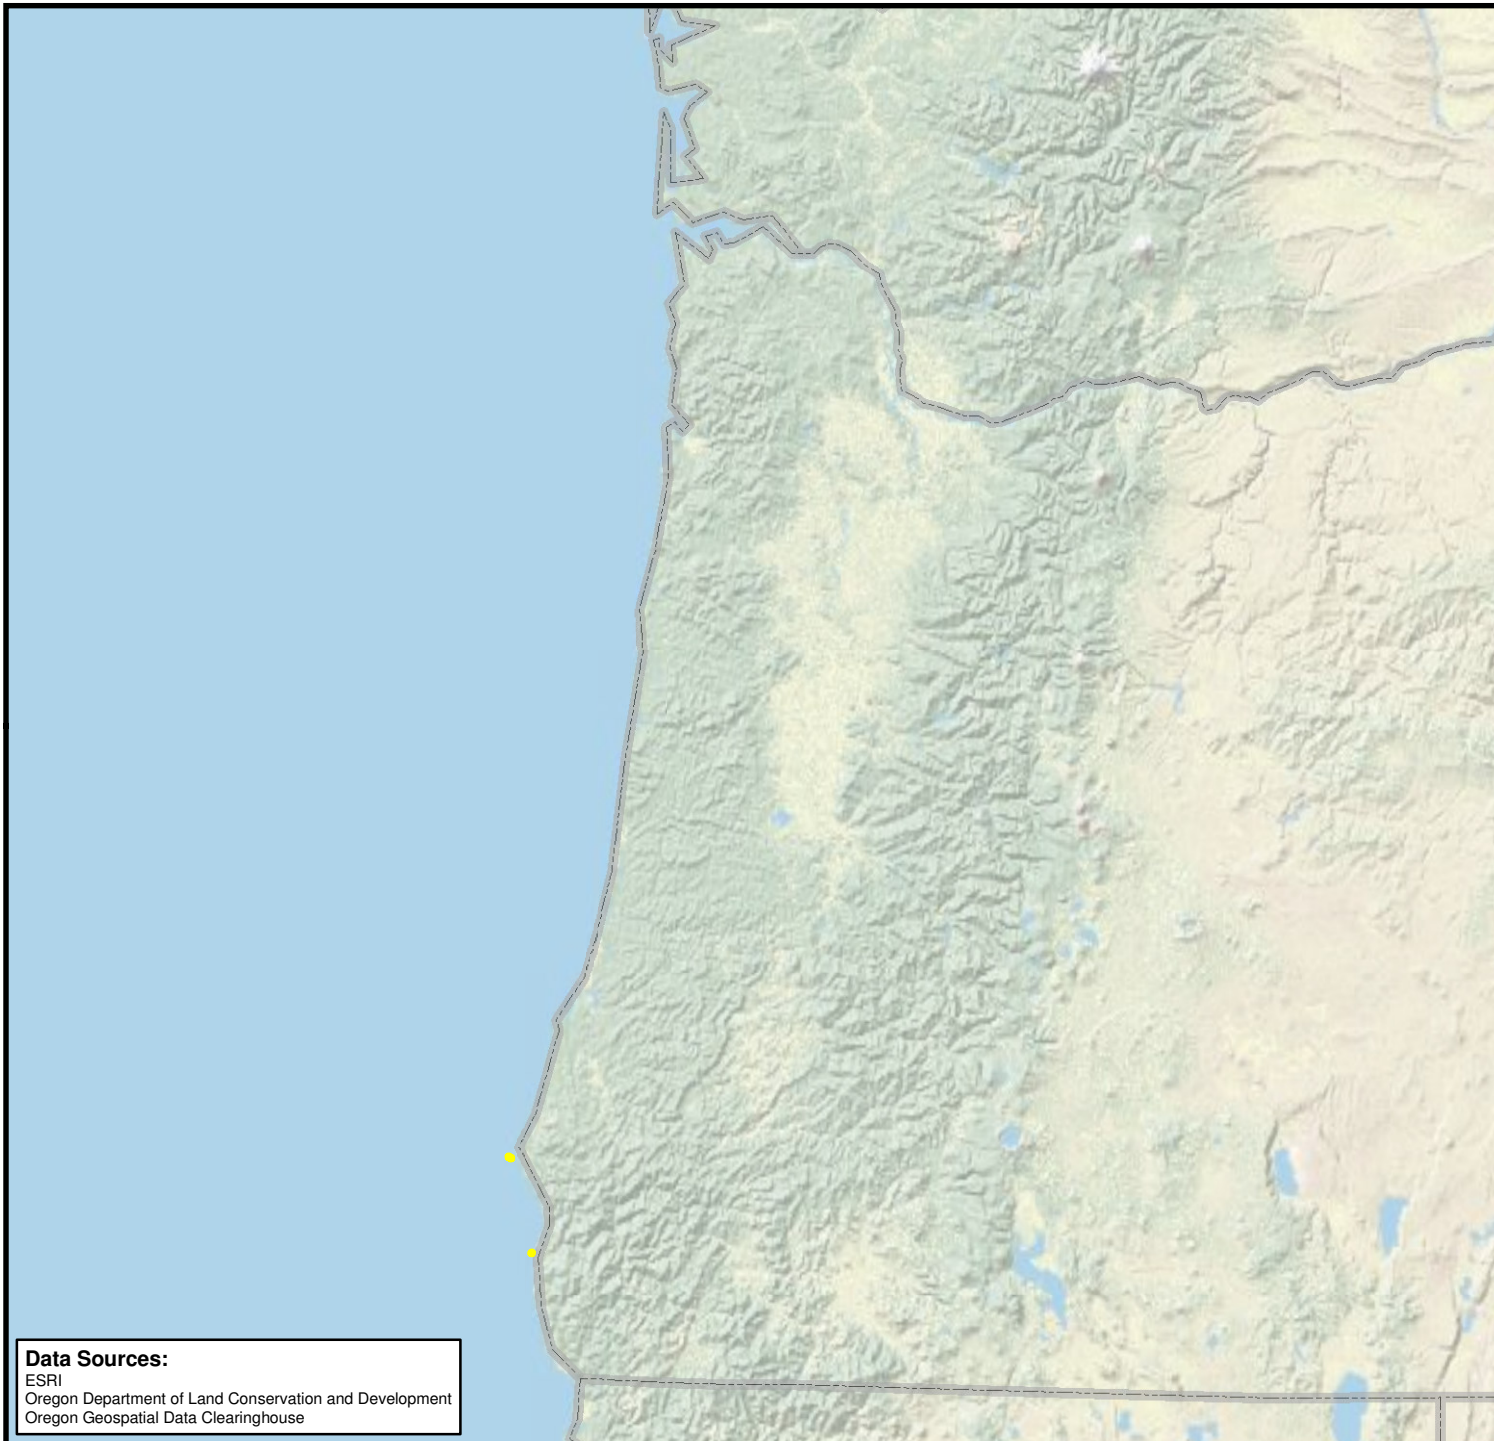 Data Sources:
ESRI
Oregon Department of Land Conservation and Development
Oregon Geospatial Data Clearinghouse